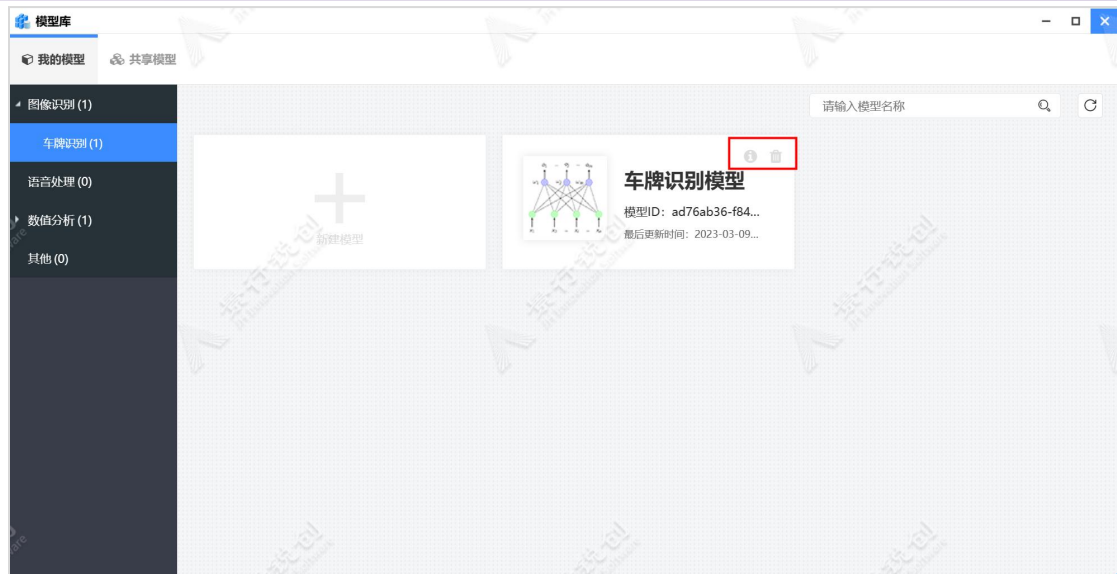 模型库
我的模型
共享模型
图像识别 (1)
请输入模型名称
车牌识别 (1)
语音处理 (0)
数值分析 (1)
其他 (0)
新建模型
车牌识别模型
模型ID: ad76ab36-f84...
最后更新时间: 2023-03-09...